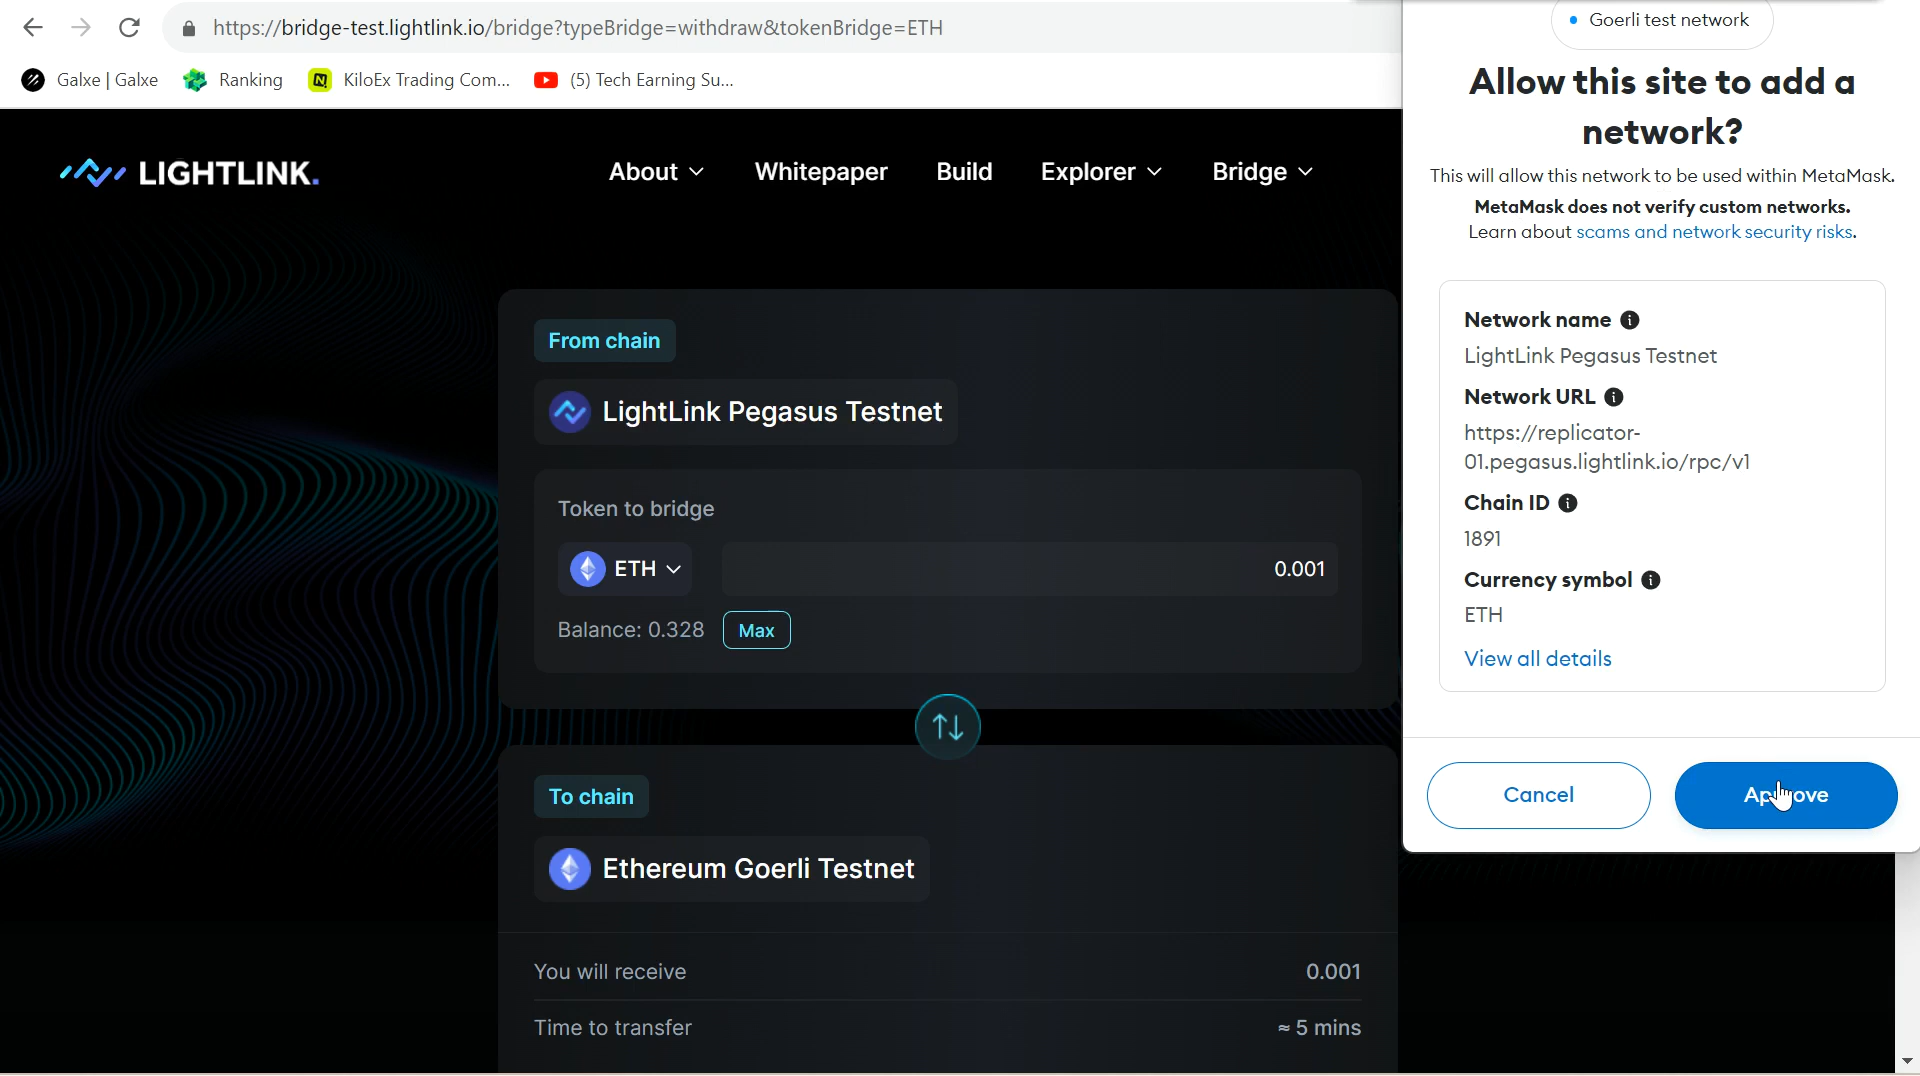 https://bridge-test.lightlink.io/bridge?typeBridge=withdraw&tokenBridge=ETH
Galxe | Galxe
Ranking
KiloEx Trading Com...
(5) Tech Earning Su...
LIGHTLINK.
About
Whitepaper
Build
Explorer
Bridge
From chain
LightLink Pegasus Testnet
Token to bridge
ETH
0.001
Balance: 0.328
Max
To chain
Ethereum Goerli Testnet
You will receive
0.001
Time to transfer
≈ 5 mins
Goerli test network
Allow this site to add a
network?
This will allow this network to be used within MetaMask.
MetaMask does not verify custom networks.
Learn about scams and network security risks.
Network name
LightLink Pegasus Testnet
Network URL
https://replicator-
01.pegasus.lightlink.io/rpc/v1
Chain ID
1891
Currency symbol
ETH
View all details
Cancel
Approve